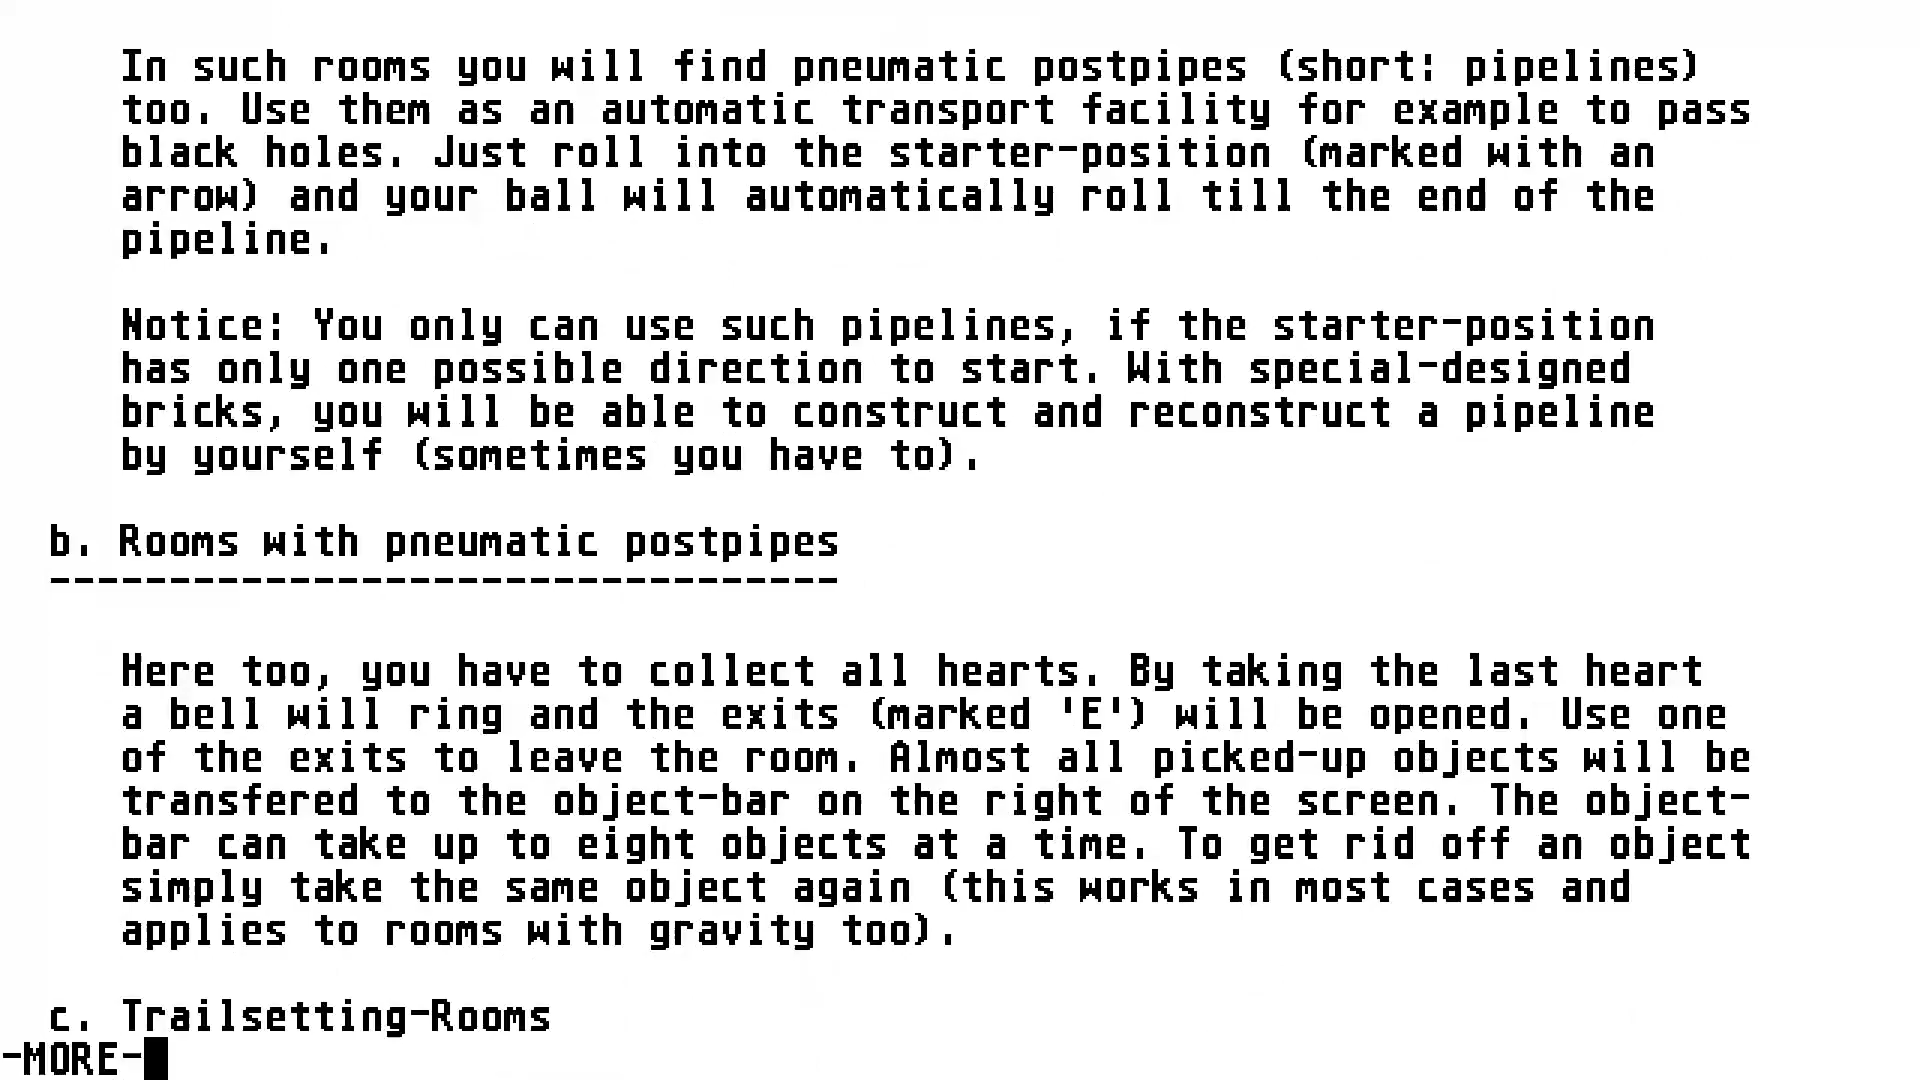 In such rooms you will find pneumatic postpipes (short: pipelines)
too. Use them as an automatic transport facility for example to pass
black holes. Just roll into the starter-position (marked with an
arrow) and your ball will automatically roll till the end of the
pipeline.
Notice: You only can use such pipelines, if the starter-position
has only one possible direction to start. With special-designed
bricks, you will be able to construct and reconstruct a pipeline
by yourself (sometimes you have to).
b. Rooms with pneumatic postpipes
---------------------------------
Here too, you have to collect all hearts. By taking the last heart
a bell will ring and the exits (marked 'E') will be opened. Use one
of the exits to leave the room. Almost all picked-up objects will be
transfered to the object-bar on the right of the screen. The object-
bar can take up to eight objects at a time. To get rid off an object
simply take the same object again (this works in most cases and
applies to rooms with gravity too).
c. Trailsetting-Rooms
-MORE-